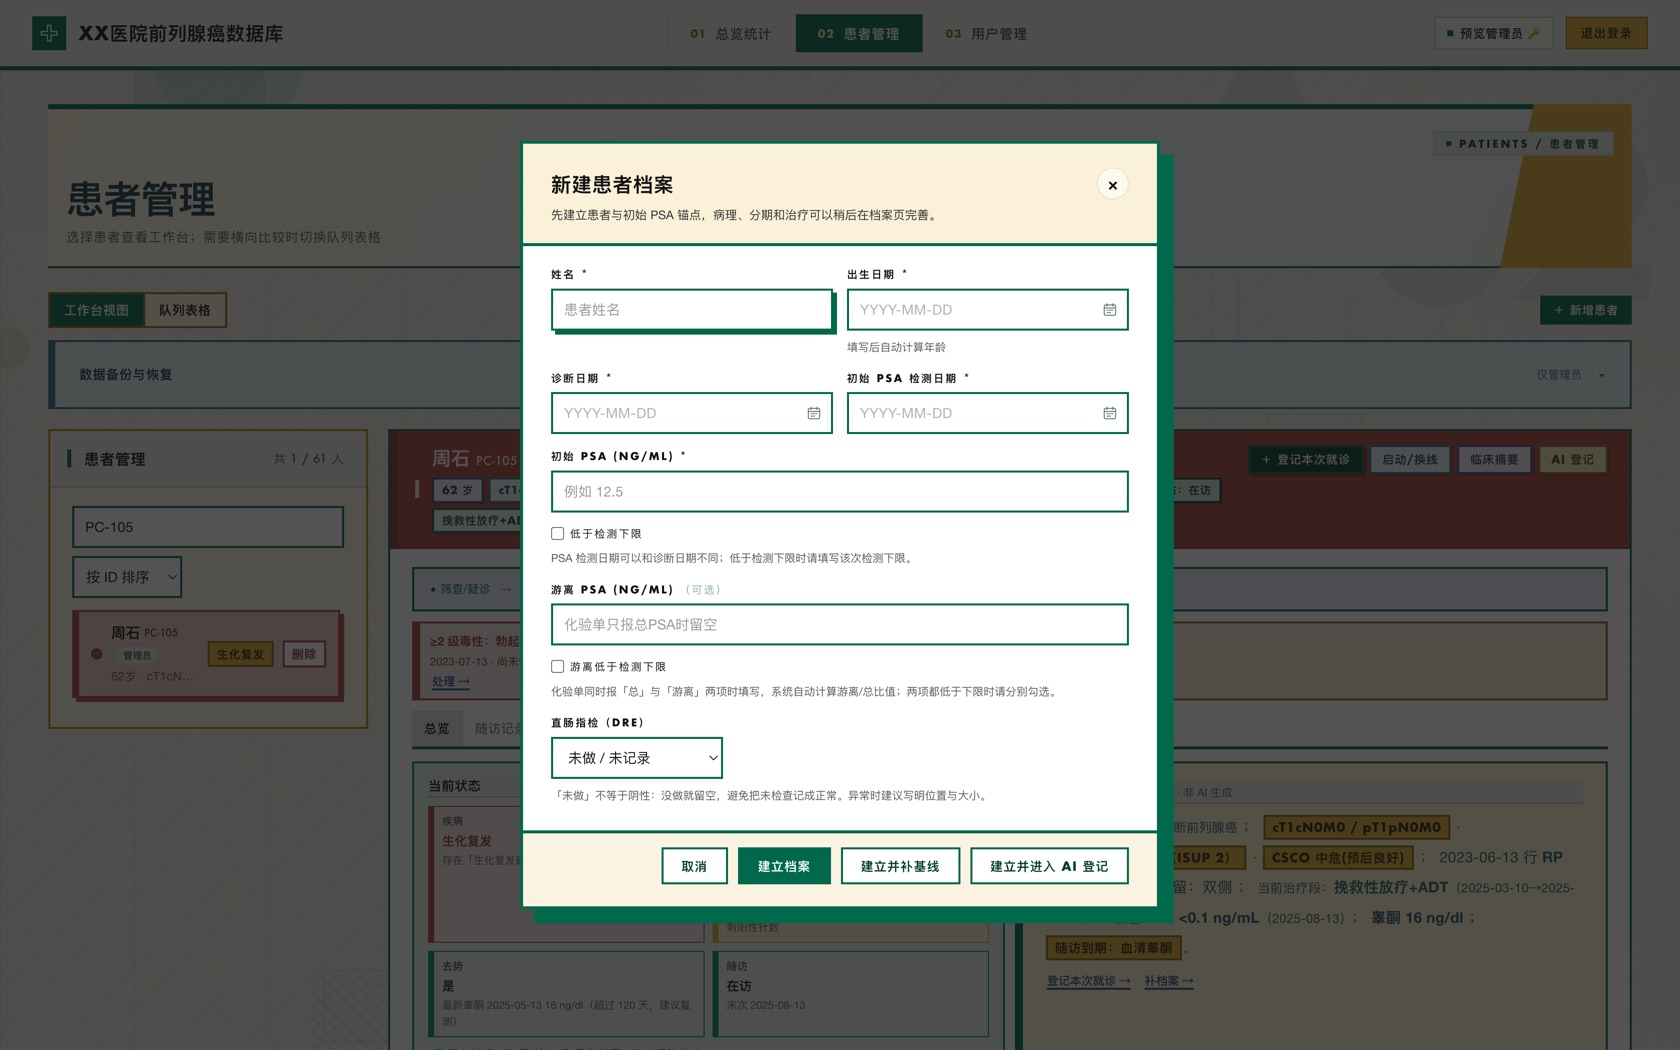 XX医院前列腺癌数据库
01 总览统计
02 患者管理
03 用户管理
预览管理员 🔑
退出登录
PATIENTS / 患者管理
患者管理
选择患者查看工作台；需要横向比较时切换队列表格
工作台视图
队列表格
+ 新增患者
数据备份与恢复
仅管理员
患者管理
共 1 / 61 人
PC-105
按 ID 排序
周石 PC-105
管理员
生化复发
删除
62岁 · cT1cN...
周石 PC-105
+ 登记本次就诊
启动/换线
临床摘要
AI 登记
62 岁
在访
• 筛查/疑诊 →
≥2 级毒性：勃起
2023-07-13 · 尚未
处理 →
总览
随访记录
当前状态
疾病
生化复发
存在「生化复发
刺阳性针数
去势
是
最新睾酮 2025-05-13 16 ng/dl（超过 120 天，建议复测）
随访
在访
末次 2025-08-13
· 非 AI 生成
断前列腺癌； cT1cN0M0 / pT1pN0M0 ·
(ISUP 2) · CSCO 中危(预后良好) ； 2023-06-13 行 RP
留：双侧； 当前治疗段：挽救性放疗+ADT（2025-03-10→2025-
<0.1 ng/mL（2025-08-13）； 睾酮 16 ng/dl；
随访到期：血清睾酮 。
登记本次就诊 → 补档案 →
新建患者档案
×
先建立患者与初始 PSA 锚点，病理、分期和治疗可以稍后在档案页完善。
姓名 *
患者姓名
出生日期 *
YYYY-MM-DD
填写后自动计算年龄
诊断日期 *
YYYY-MM-DD
初始 PSA 检测日期 *
YYYY-MM-DD
初始 PSA (NG/ML) *
例如 12.5
低于检测下限
PSA 检测日期可以和诊断日期不同；低于检测下限时请填写该次检测下限。
游离 PSA (NG/ML) （可选）
化验单只报总PSA时留空
游离低于检测下限
化验单同时报「总」与「游离」两项时填写，系统自动计算游离/总比值；两项都低于下限时请分别勾选。
直肠指检（DRE）
未做 / 未记录
「未做」不等于阴性：没做就留空，避免把未检查记成正常。异常时建议写明位置与大小。
取消
建立档案
建立并补基线
建立并进入 AI 登记